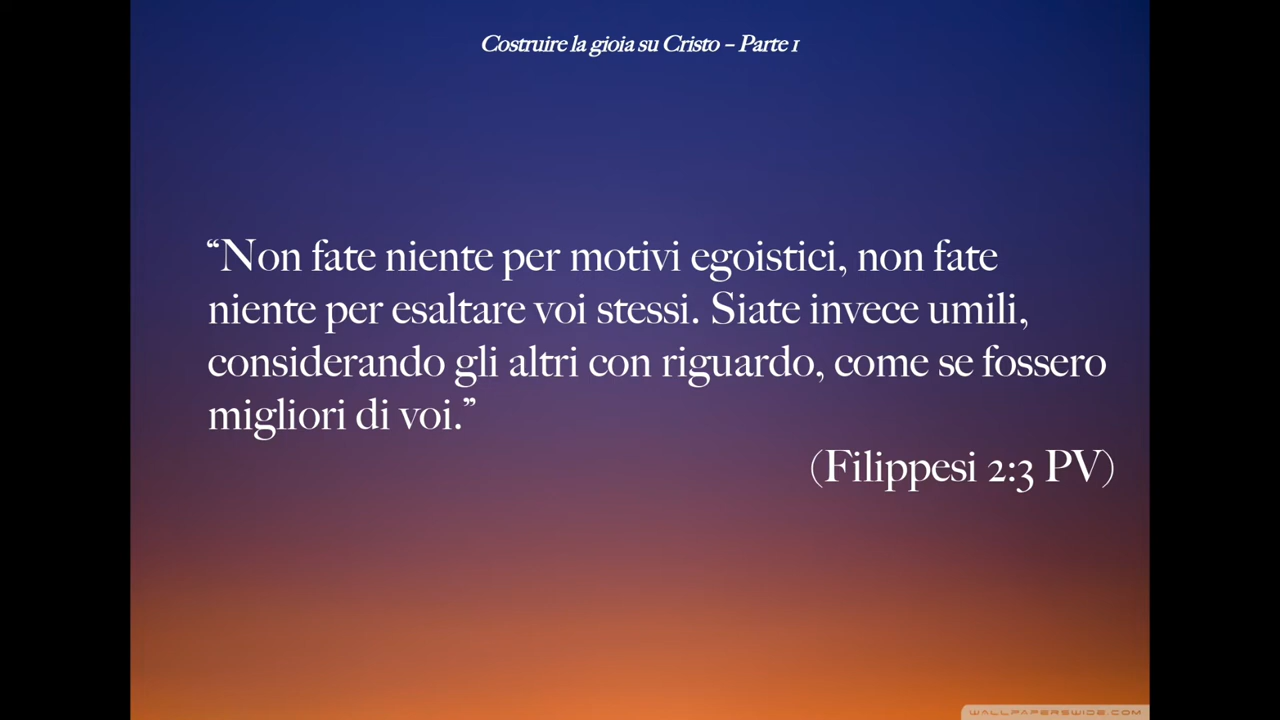 Costruire la gioia su Cristo – Parte 1
“Non fate niente per motivi egoistici, non fate
niente per esaltare voi stessi. Siate invece umili,
considerando gli altri con riguardo, come se fossero
migliori di voi.”
(Filippesi 2:3 PV)
WALLPAPERSWIDE.COM